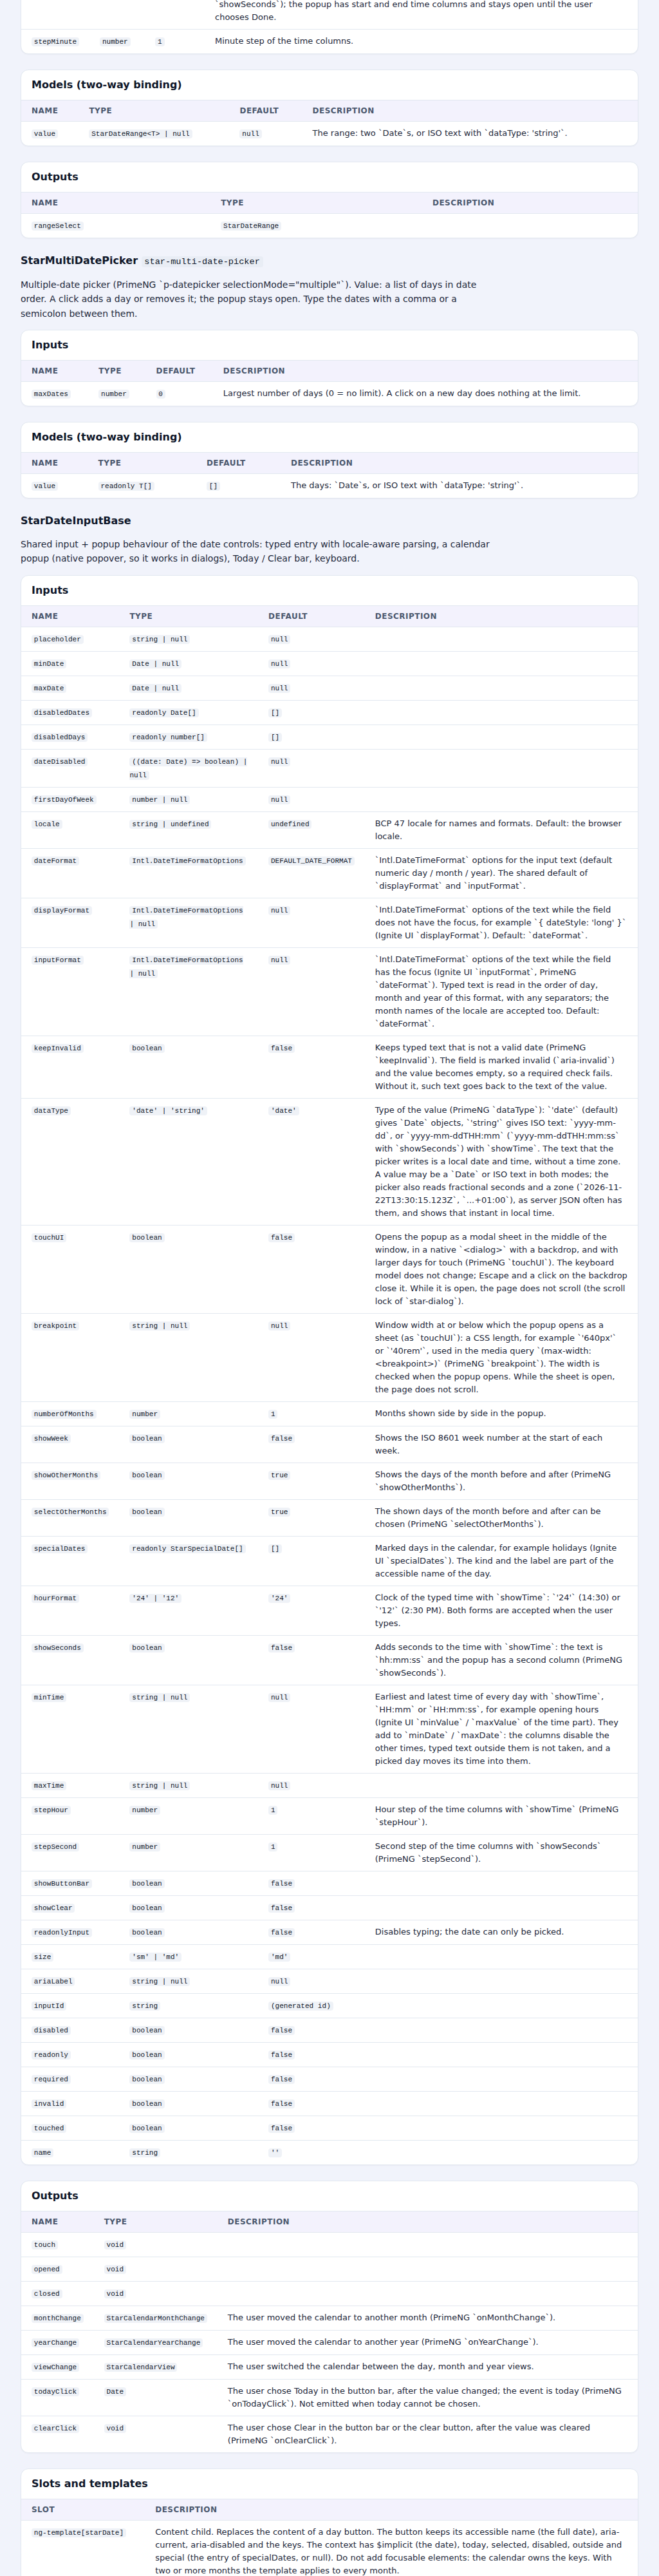 `showSeconds`); the popup has start and end time columns and stays open until the user
chooses Done.
stepMinute number 1 Minute step of the time columns.
Models (two-way binding)
NAME TYPE DEFAULT DESCRIPTION
value StarDateRange<T> | null null The range: two `Date`s, or ISO text with `dataType: 'string'`.
Outputs
NAME TYPE DESCRIPTION
rangeSelect StarDateRange
StarMultiDatePicker star-multi-date-picker
Multiple-date picker (PrimeNG `p-datepicker selectionMode="multiple"`). Value: a list of days in date
order. A click adds a day or removes it; the popup stays open. Type the dates with a comma or a
semicolon between them.
Inputs
NAME TYPE DEFAULT DESCRIPTION
maxDates number 0 Largest number of days (0 = no limit). A click on a new day does nothing at the limit.
Models (two-way binding)
NAME TYPE DEFAULT DESCRIPTION
value readonly T[] [] The days: `Date`s, or ISO text with `dataType: 'string'`.
StarDateInputBase
Shared input + popup behaviour of the date controls: typed entry with locale-aware parsing, a calendar
popup (native popover, so it works in dialogs), Today / Clear bar, keyboard.
Inputs
NAME TYPE DEFAULT DESCRIPTION
placeholder string | null null
minDate Date | null null
maxDate Date | null null
disabledDates readonly Date[] []
disabledDays readonly number[] []
dateDisabled ((date: Date) => boolean) | null
null
firstDayOfWeek number | null null
locale string | undefined undefined BCP 47 locale for names and formats. Default: the browser
locale.
dateFormat Intl.DateTimeFormatOptions DEFAULT_DATE_FORMAT `Intl.DateTimeFormat` options for the input text (default
numeric day / month / year). The shared default of
`displayFormat` and `inputFormat`.
displayFormat Intl.DateTimeFormatOptions null `Intl.DateTimeFormat` options of the text while the field
| null does not have the focus, for example `{ dateStyle: 'long' }`
(Ignite UI `displayFormat`). Default: `dateFormat`.
inputFormat Intl.DateTimeFormatOptions null `Intl.DateTimeFormat` options of the text while the field
| null has the focus (Ignite UI `inputFormat`, PrimeNG
`dateFormat`). Typed text is read in the order of day,
month and year of this format, with any separators; the
month names of the locale are accepted too. Default:
`dateFormat`.
keepInvalid boolean false Keeps typed text that is not a valid date (PrimeNG
`keepInvalid`). The field is marked invalid (`aria-invalid`)
and the value becomes empty, so a required check fails.
Without it, such text goes back to the text of the value.
dataType 'date' | 'string' 'date' Type of the value (PrimeNG `dataType`): `'date'` (default)
gives `Date` objects, `'string'` gives ISO text: `yyyy-mm-
dd`, or `yyyy-mm-ddTHH:mm` (`yyyy-mm-ddTHH:mm:ss`
with `showSeconds`) with `showTime`. The text that the
picker writes is a local date and time, without a time zone.
A value may be a `Date` or ISO text in both modes; the
picker also reads fractional seconds and a zone (`2026-11-
22T13:30:15.123Z`, `...+01:00`), as server JSON often has
them, and shows that instant in local time.
touchUI boolean false Opens the popup as a modal sheet in the middle of the
window, in a native `<dialog>` with a backdrop, and with
larger days for touch (PrimeNG `touchUI`). The keyboard
model does not change; Escape and a click on the backdrop
close it. While it is open, the page does not scroll (the scroll
lock of `star-dialog`).
breakpoint string | null null Window width at or below which the popup opens as a
sheet (as `touchUI`): a CSS length, for example `'640px'`
or `'40rem'`, used in the media query `(max-width:
<breakpoint>)` (PrimeNG `breakpoint`). The width is
checked when the popup opens. While the sheet is open,
the page does not scroll.
numberOfMonths number 1 Months shown side by side in the popup.
showWeek boolean false Shows the ISO 8601 week number at the start of each
week.
showOtherMonths boolean true Shows the days of the month before and after (PrimeNG
`showOtherMonths`).
selectOtherMonths boolean true The shown days of the month before and after can be
chosen (PrimeNG `selectOtherMonths`).
specialDates readonly StarSpecialDate[] [] Marked days in the calendar, for example holidays (Ignite
UI `specialDates`). The kind and the label are part of the
accessible name of the day.
hourFormat '24' | '12' '24' Clock of the typed time with `showTime`: `'24'` (14:30) or
`'12'` (2:30 PM). Both forms are accepted when the user
types.
showSeconds boolean false Adds seconds to the time with `showTime`: the text is
`hh:mm:ss` and the popup has a second column (PrimeNG
`showSeconds`).
minTime string | null null Earliest and latest time of every day with `showTime`,
`HH:mm` or `HH:mm:ss`, for example opening hours
(Ignite UI `minValue` / `maxValue` of the time part). They
add to `minDate` / `maxDate`: the columns disable the
other times, typed text outside them is not taken, and a
picked day moves its time into them.
maxTime string | null null
stepHour number 1 Hour step of the time columns with `showTime` (PrimeNG
`stepHour`).
stepSecond number 1 Second step of the time columns with `showSeconds`
(PrimeNG `stepSecond`).
showButtonBar boolean false
showClear boolean false
readonlyInput boolean false Disables typing; the date can only be picked.
size 'sm' | 'md' 'md'
ariaLabel string | null null
inputId string (generated id)
disabled boolean false
readonly boolean false
required boolean false
invalid boolean false
touched boolean false
name string ''
Outputs
NAME TYPE DESCRIPTION
touch void
opened void
closed void
monthChange StarCalendarMonthChange The user moved the calendar to another month (PrimeNG `onMonthChange`).
yearChange StarCalendarYearChange The user moved the calendar to another year (PrimeNG `onYearChange`).
viewChange StarCalendarView The user switched the calendar between the day, month and year views.
todayClick Date The user chose Today in the button bar, after the value changed; the event is today (PrimeNG
`onTodayClick`). Not emitted when today cannot be chosen.
clearClick void The user chose Clear in the button bar or the clear button, after the value was cleared
(PrimeNG `onClearClick`).
Slots and templates
SLOT DESCRIPTION
ng-template[starDate] Content child. Replaces the content of a day button. The button keeps its accessible name (the full date), aria-
current, aria-disabled and the keys. The context has $implicit (the date), today, selected, disabled, outside and
special (the entry of specialDates, or null). Do not add focusable elements: the calendar owns the keys. With
two or more months the template applies to every month.